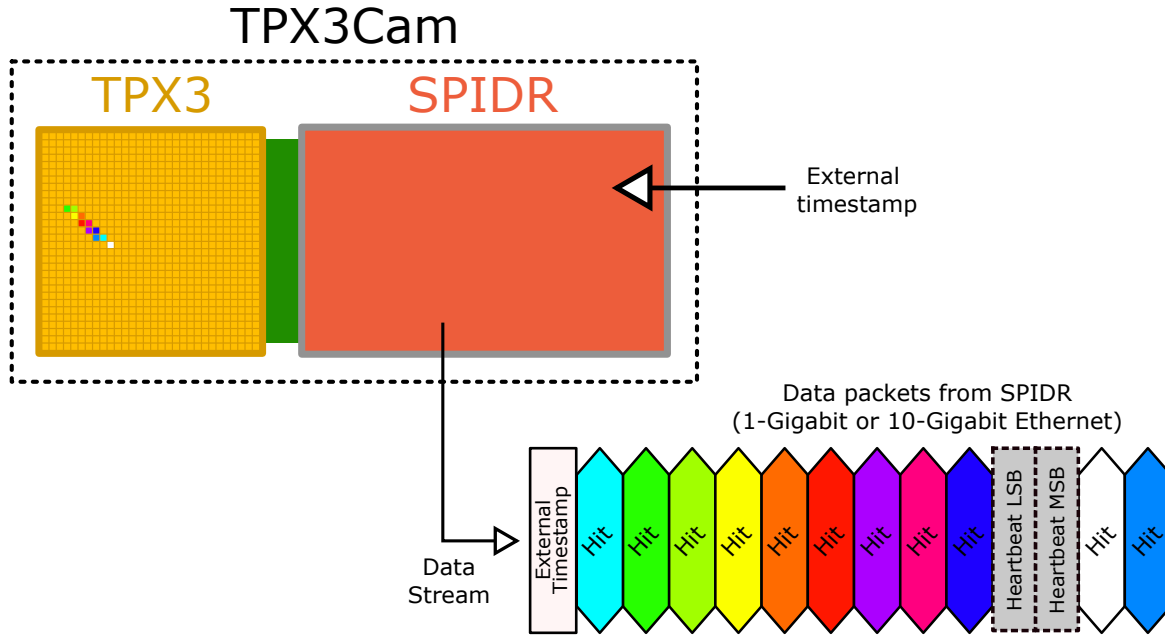 TPX3Cam
TPX3
SPIDR
External
timestamp
Data packets from SPIDR
(1-Gigabit or 10-Gigabit Ethernet)
Data
Stream
External
Timestamp
Hit
Hit
Hit
Hit
Hit
Hit
Hit
Hit
Hit
Heartbeat LSB
Heartbeat MSB
Hit
Hit